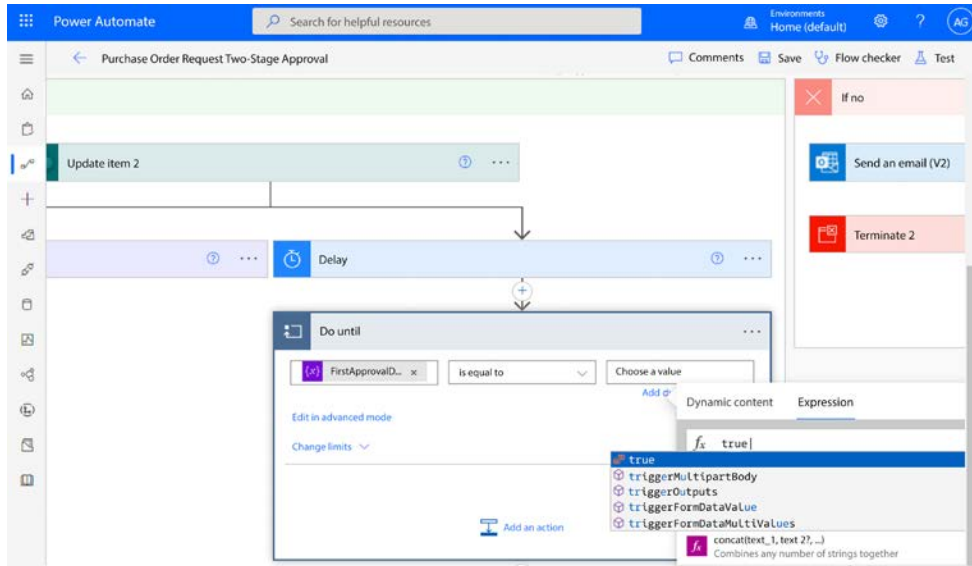 Power Automate
Search for helpful resources
Environments
Home (default)
?
AG
Purchase Order Request Two-Stage Approval
Comments
Save
Flow checker
Test
If no
Update item 2
Send an email (V2)
Terminate 2
Delay
Do until
{x} FirstApprovalD... x
is equal to
Choose a value
Add d
Edit in advanced mode
Change limits
Dynamic content
Expression
fx true
true
triggerMultipartBody
triggerOutputs
triggerFormDataValue
triggerFormDataMultiValues
Add an action
fx concat(text_1, text 2?, ...)
Combines any number of strings together